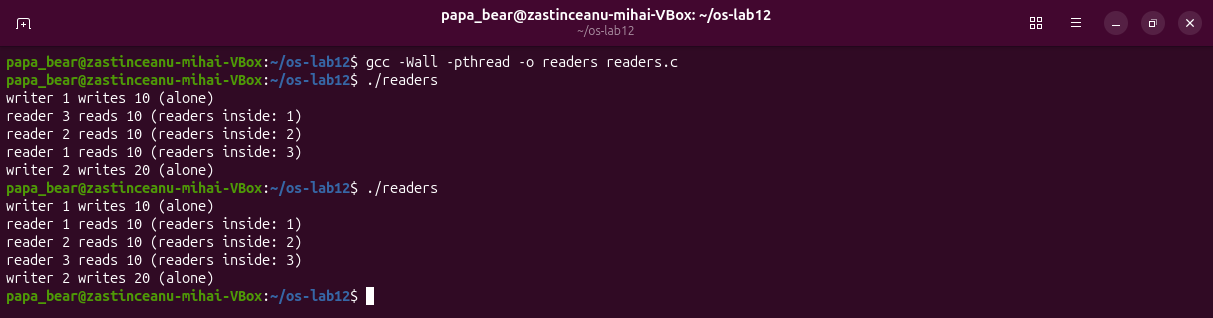 papa_bear@zastinceanu-mihai-VBox: ~/os-lab12
~/os-lab12
papa_bear@zastinceanu-mihai-VBox:~/os-lab12$ gcc -Wall -pthread -o readers readers.c
papa_bear@zastinceanu-mihai-VBox:~/os-lab12$ ./readers
writer 1 writes 10 (alone)
reader 3 reads 10 (readers inside: 1)
reader 2 reads 10 (readers inside: 2)
reader 1 reads 10 (readers inside: 3)
writer 2 writes 20 (alone)
papa_bear@zastinceanu-mihai-VBox:~/os-lab12$ ./readers
writer 1 writes 10 (alone)
reader 1 reads 10 (readers inside: 1)
reader 2 reads 10 (readers inside: 2)
reader 3 reads 10 (readers inside: 3)
writer 2 writes 20 (alone)
papa_bear@zastinceanu-mihai-VBox:~/os-lab12$